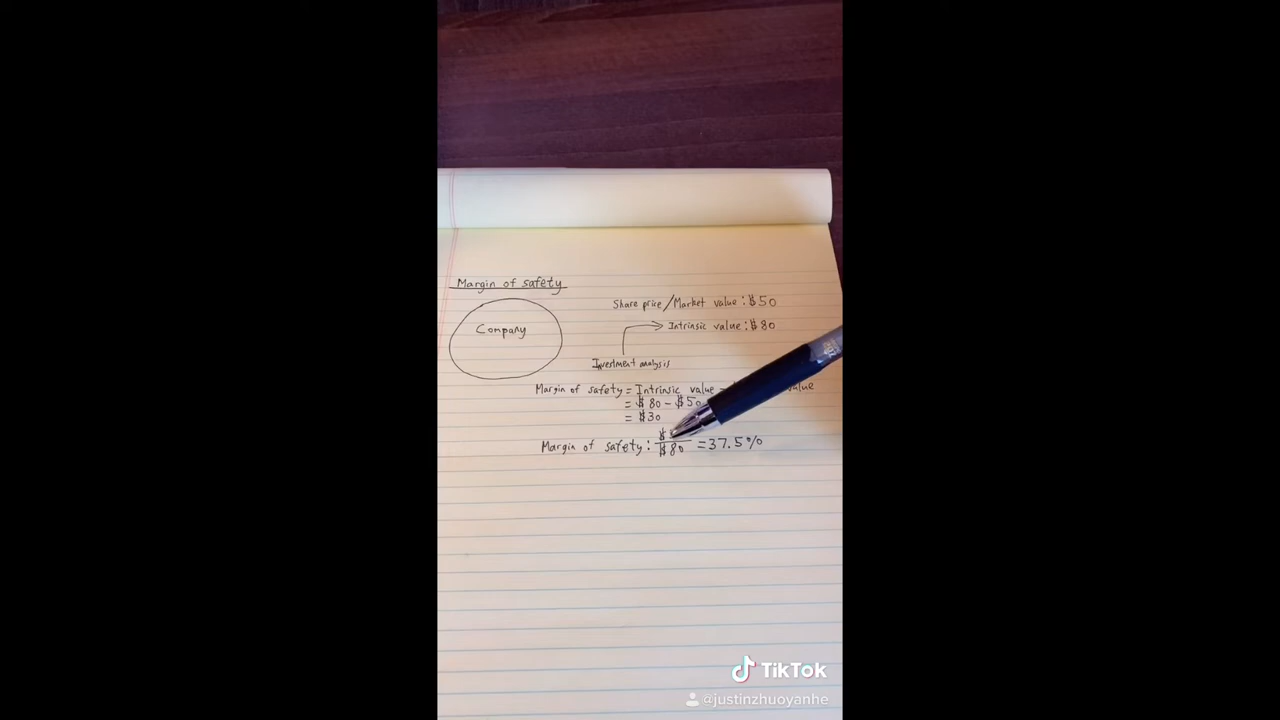 Margin of safety
Company
Share price/Market value: $50
Intrinsic value: $80
Investment analysis
Margin of safety = Intrinsic value -
= $80 - $50
= $30
Margin of safety: $ / $80 = 37.5%
TikTok
@justinzhuoyanhe